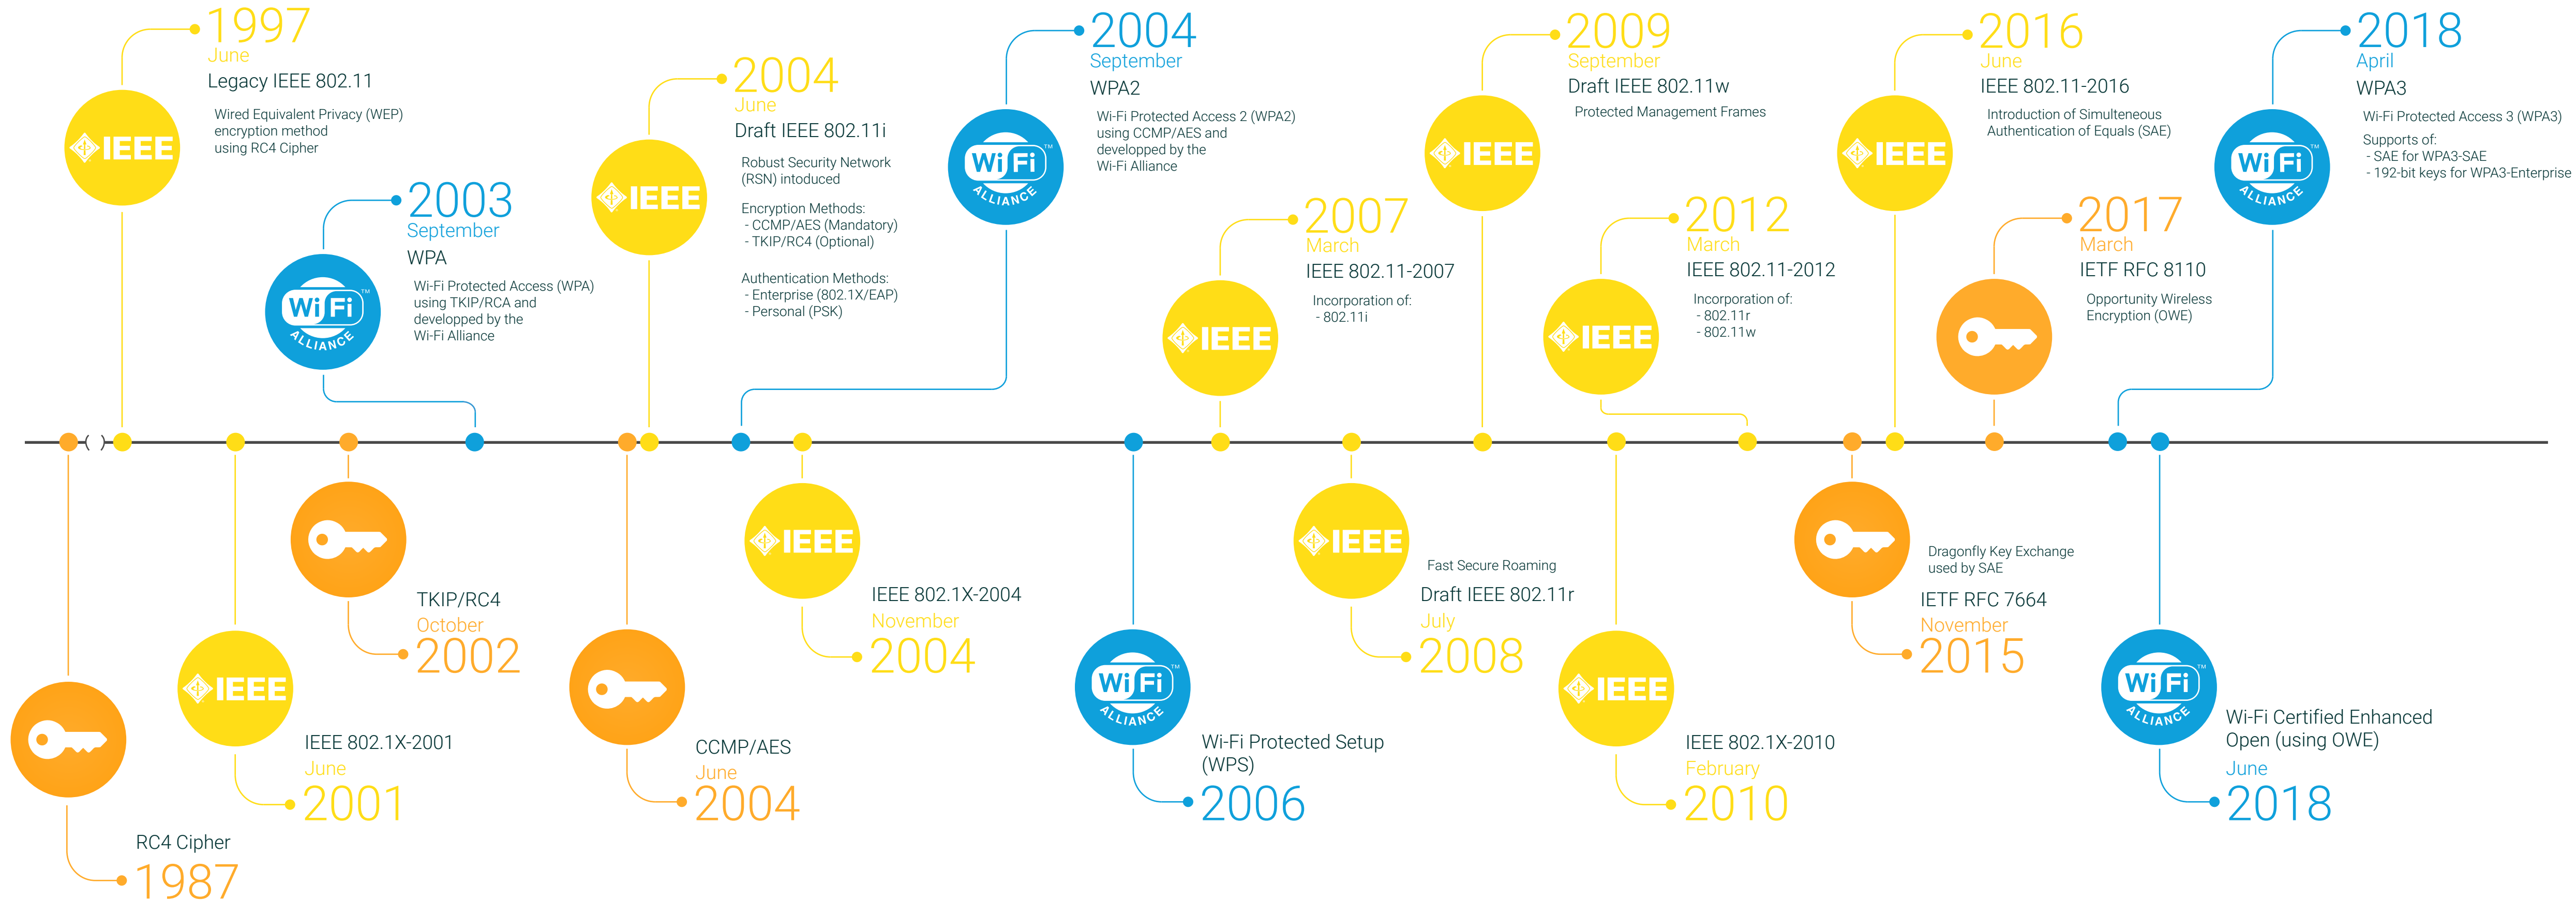 1997
June
Legacy IEEE 802.11
Wired Equivalent Privacy (WEP)
encryption method
using RC4 Cipher
IEEE
2003
September
WPA
Wi-Fi Protected Access (WPA)
using TKIP/RCA and
developped by the
Wi-Fi Alliance
Wi Fi TM
ALLIANCE
2004
June
Draft IEEE 802.11i
Robust Security Network
(RSN) intoduced
Encryption Methods:
- CCMP/AES (Mandatory)
- TKIP/RC4 (Optional)
Authentication Methods:
- Enterprise (802.1X/EAP)
- Personal (PSK)
IEEE
2004
September
WPA2
Wi-Fi Protected Access 2 (WPA2)
using CCMP/AES and
developped by the
Wi-Fi Alliance
Wi Fi TM
ALLIANCE
2007
March
IEEE 802.11-2007
Incorporation of:
- 802.11i
IEEE
2009
September
Draft IEEE 802.11w
Protected Management Frames
IEEE
2012
March
IEEE 802.11-2012
Incorporation of:
- 802.11r
- 802.11w
IEEE
2016
June
IEEE 802.11-2016
Introduction of Simulteneous
Authentication of Equals (SAE)
IEEE
2017
March
IETF RFC 8110
Opportunity Wireless
Encryption (OWE)
2018
April
WPA3
Wi-Fi Protected Access 3 (WPA3)
Supports of:
- SAE for WPA3-SAE
- 192-bit keys for WPA3-Enterprise
Wi Fi TM
ALLIANCE
( )
RC4 Cipher
1987
IEEE
IEEE 802.1X-2001
June
2001
TKIP/RC4
October
2002
CCMP/AES
June
2004
IEEE
IEEE 802.1X-2004
November
2004
Wi Fi TM
ALLIANCE
Wi-Fi Protected Setup
(WPS)
2006
IEEE
Fast Secure Roaming
Draft IEEE 802.11r
July
2008
IEEE
IEEE 802.1X-2010
February
2010
Dragonfly Key Exchange
used by SAE
IETF RFC 7664
November
2015
Wi Fi TM
ALLIANCE
Wi-Fi Certified Enhanced
Open (using OWE)
June
2018